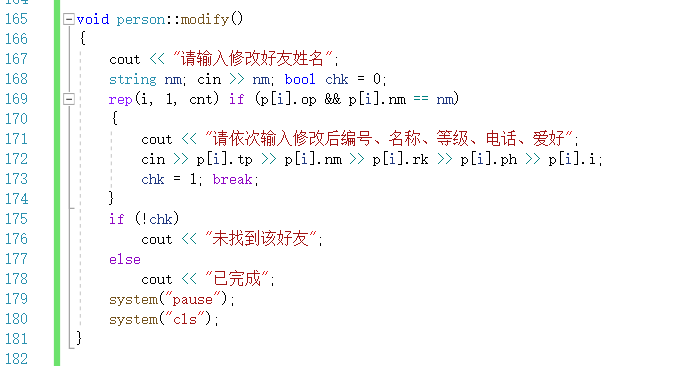 164
165 void person::modify()
166 {
167 cout << "请输入修改好友姓名";
168 string nm; cin >> nm; bool chk = 0;
169 rep(i, 1, cnt) if (p[i].op && p[i].nm == nm)
170 {
171 cout << "请依次输入修改后编号、名称、等级、电话、爱好";
172 cin >> p[i].tp >> p[i].nm >> p[i].rk >> p[i].ph >> p[i].i;
173 chk = 1; break;
174 }
175 if (!chk)
176 cout << "未找到该好友";
177 else
178 cout << "已完成";
179 system("pause");
180 system("cls");
181 }
182